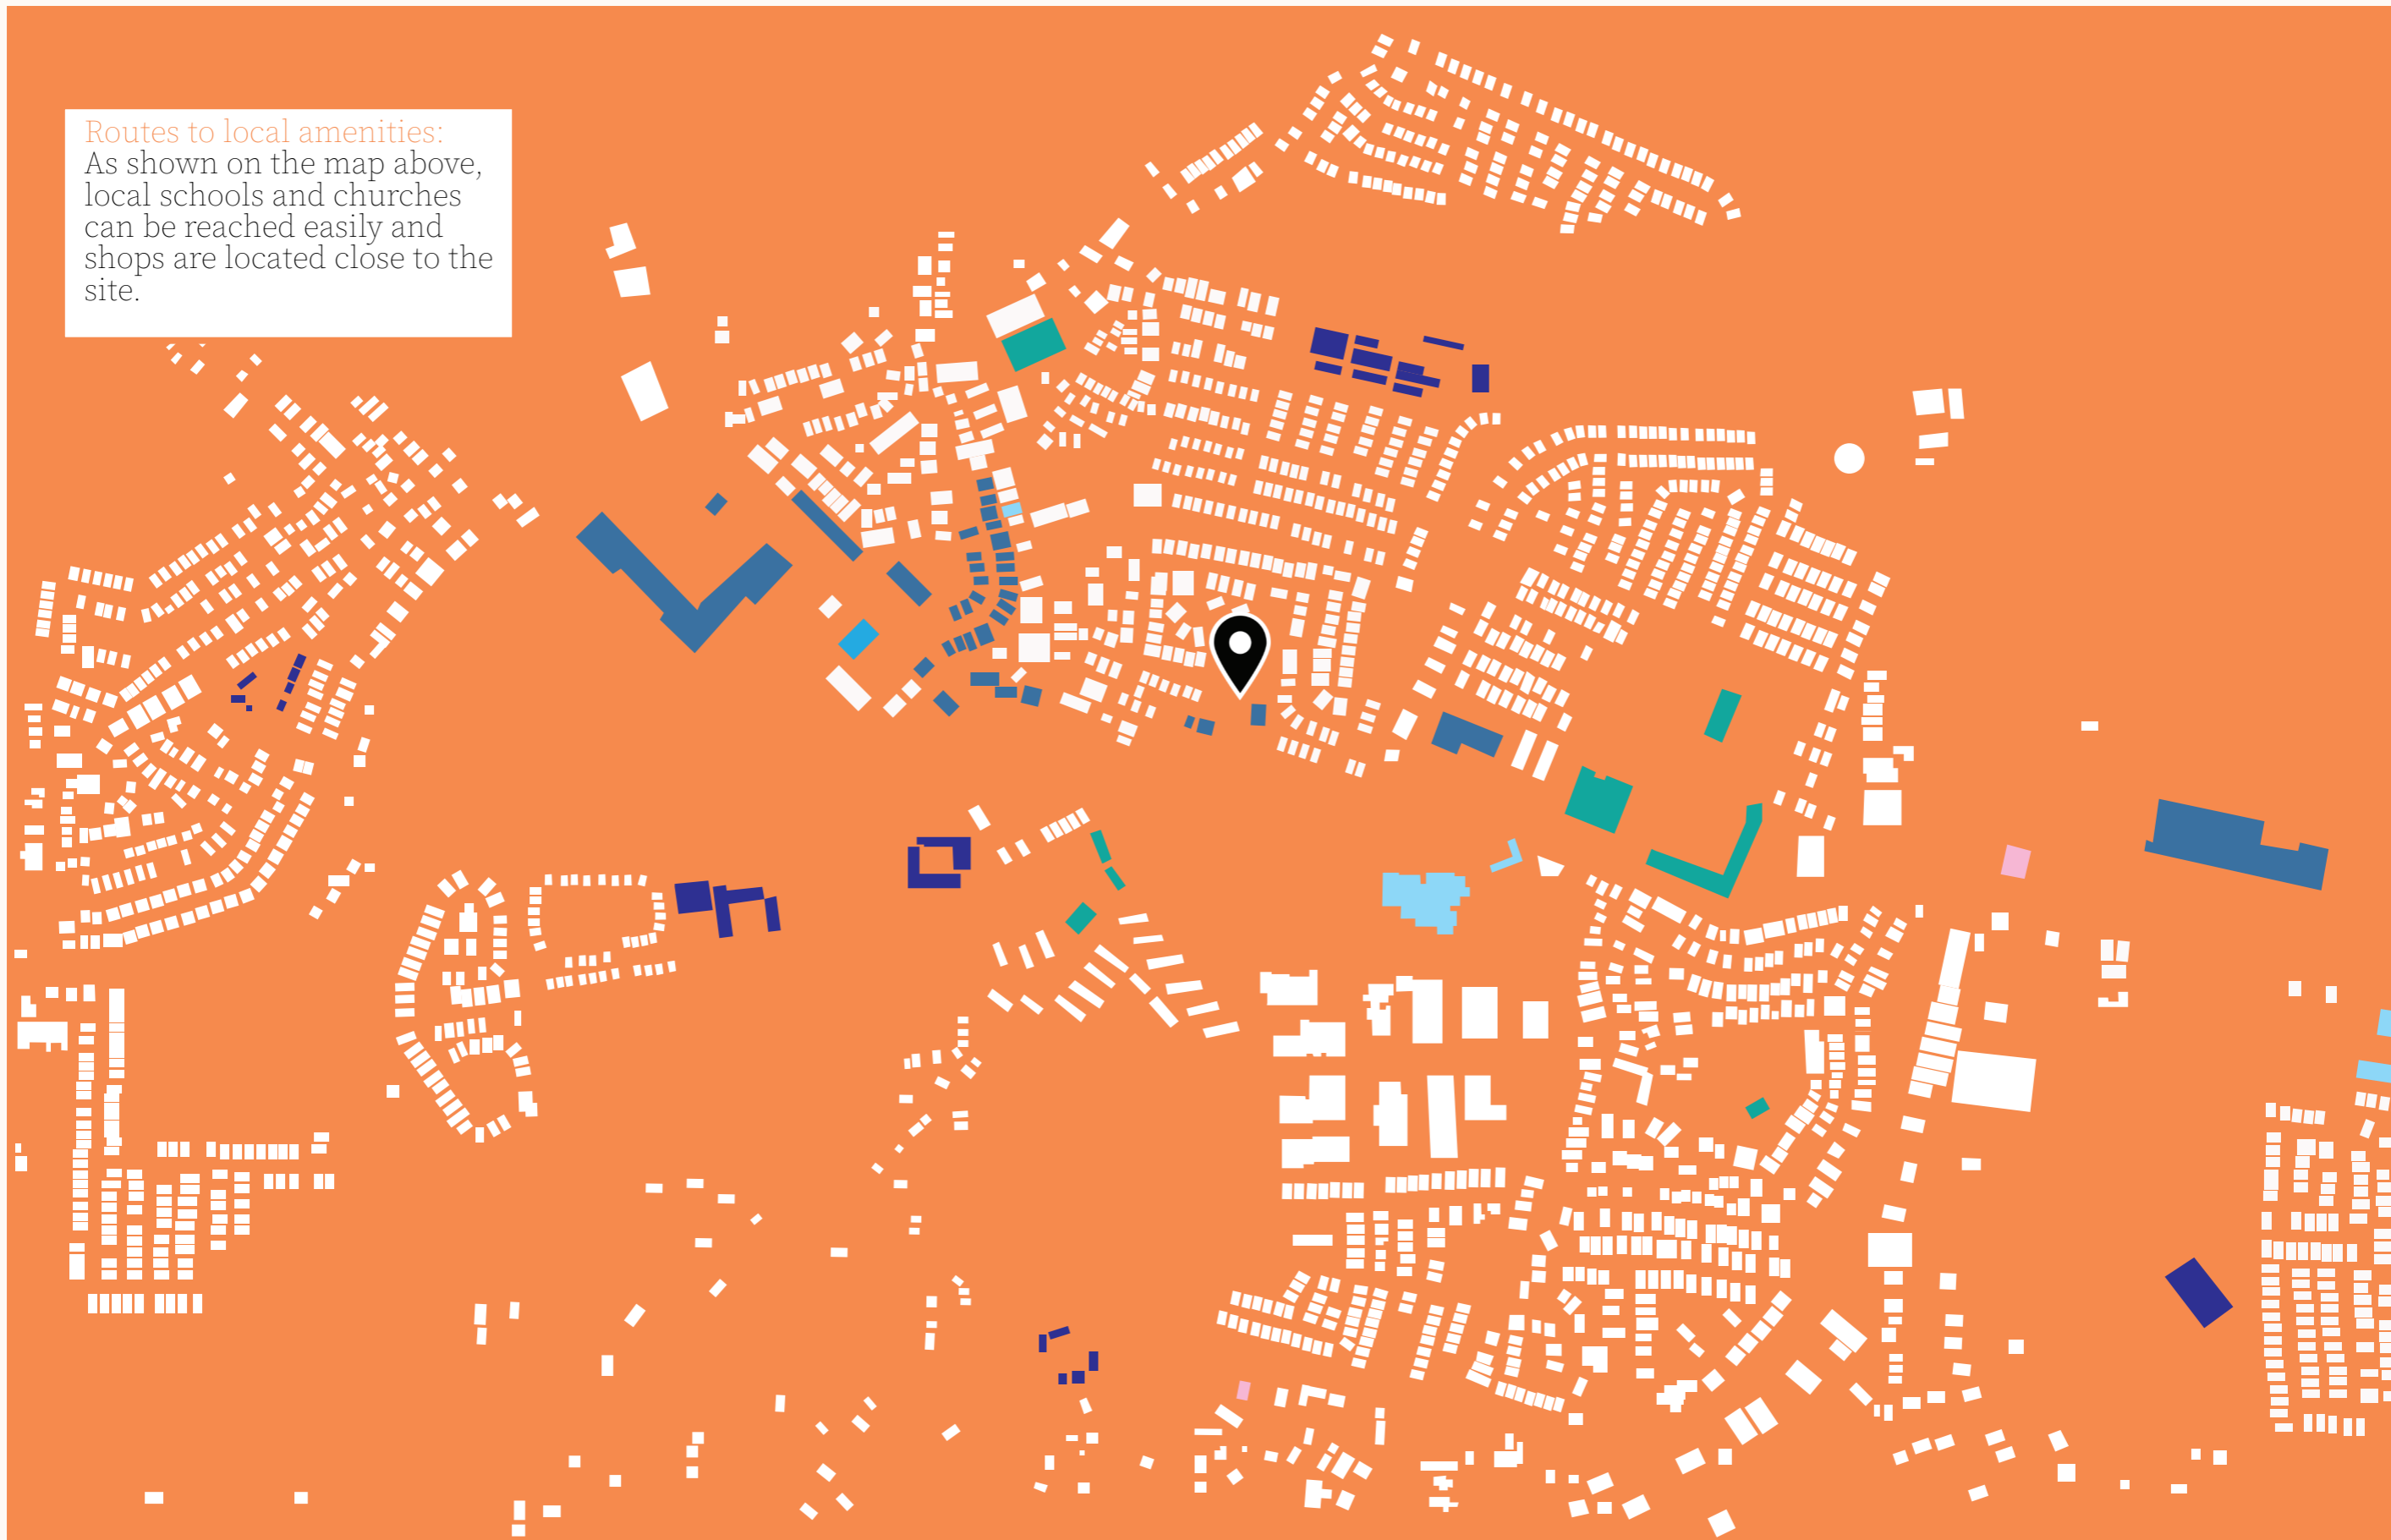 Routes to local amenities:
As shown on the map above,
local schools and churches
can be reached easily and
shops are located close to the
site.